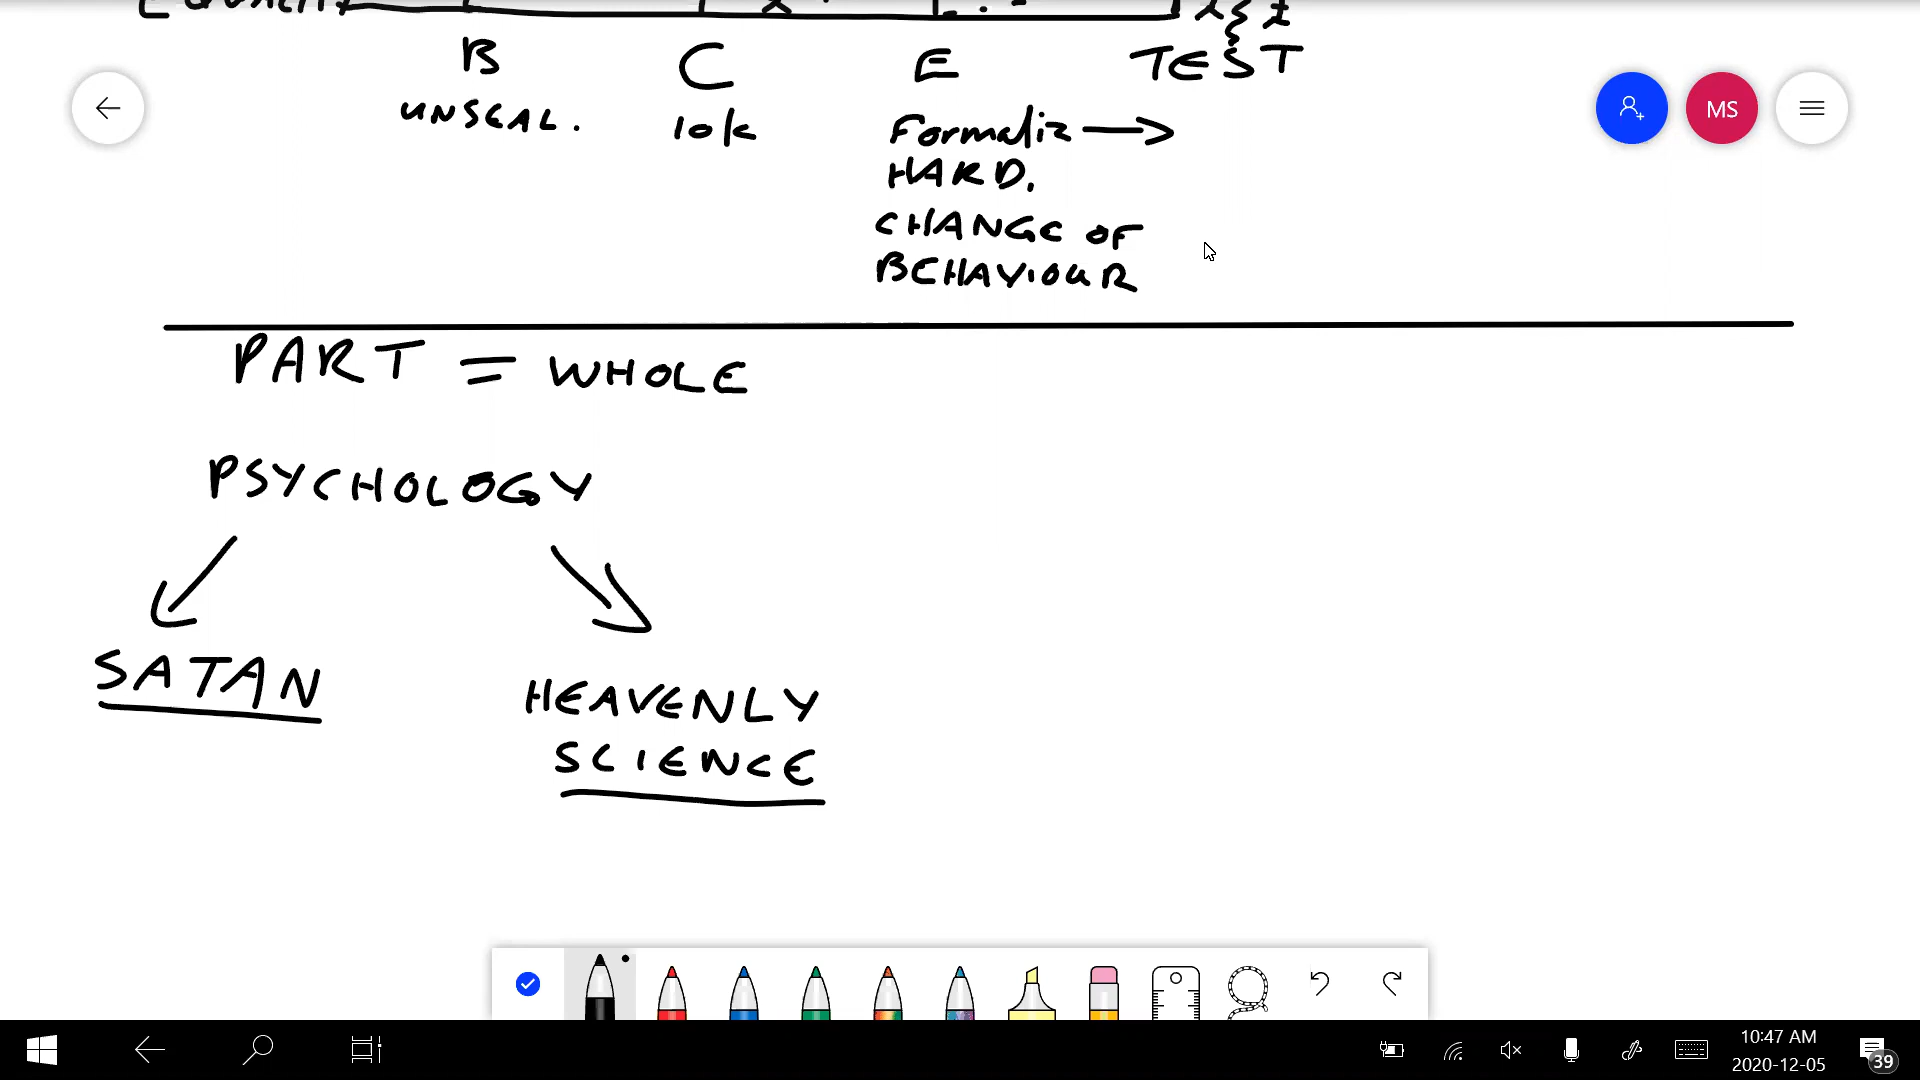 EQUALITY
B C E TEST
UNSEAL. 10k Formaliz
HARD.
CHANGE OF
BEHAVIOUR
MS
PART = WHOLE
PSYCHOLOGY
SATAN
HEAVENLY
SCIENCE
10:47 AM
2020-12-05
39